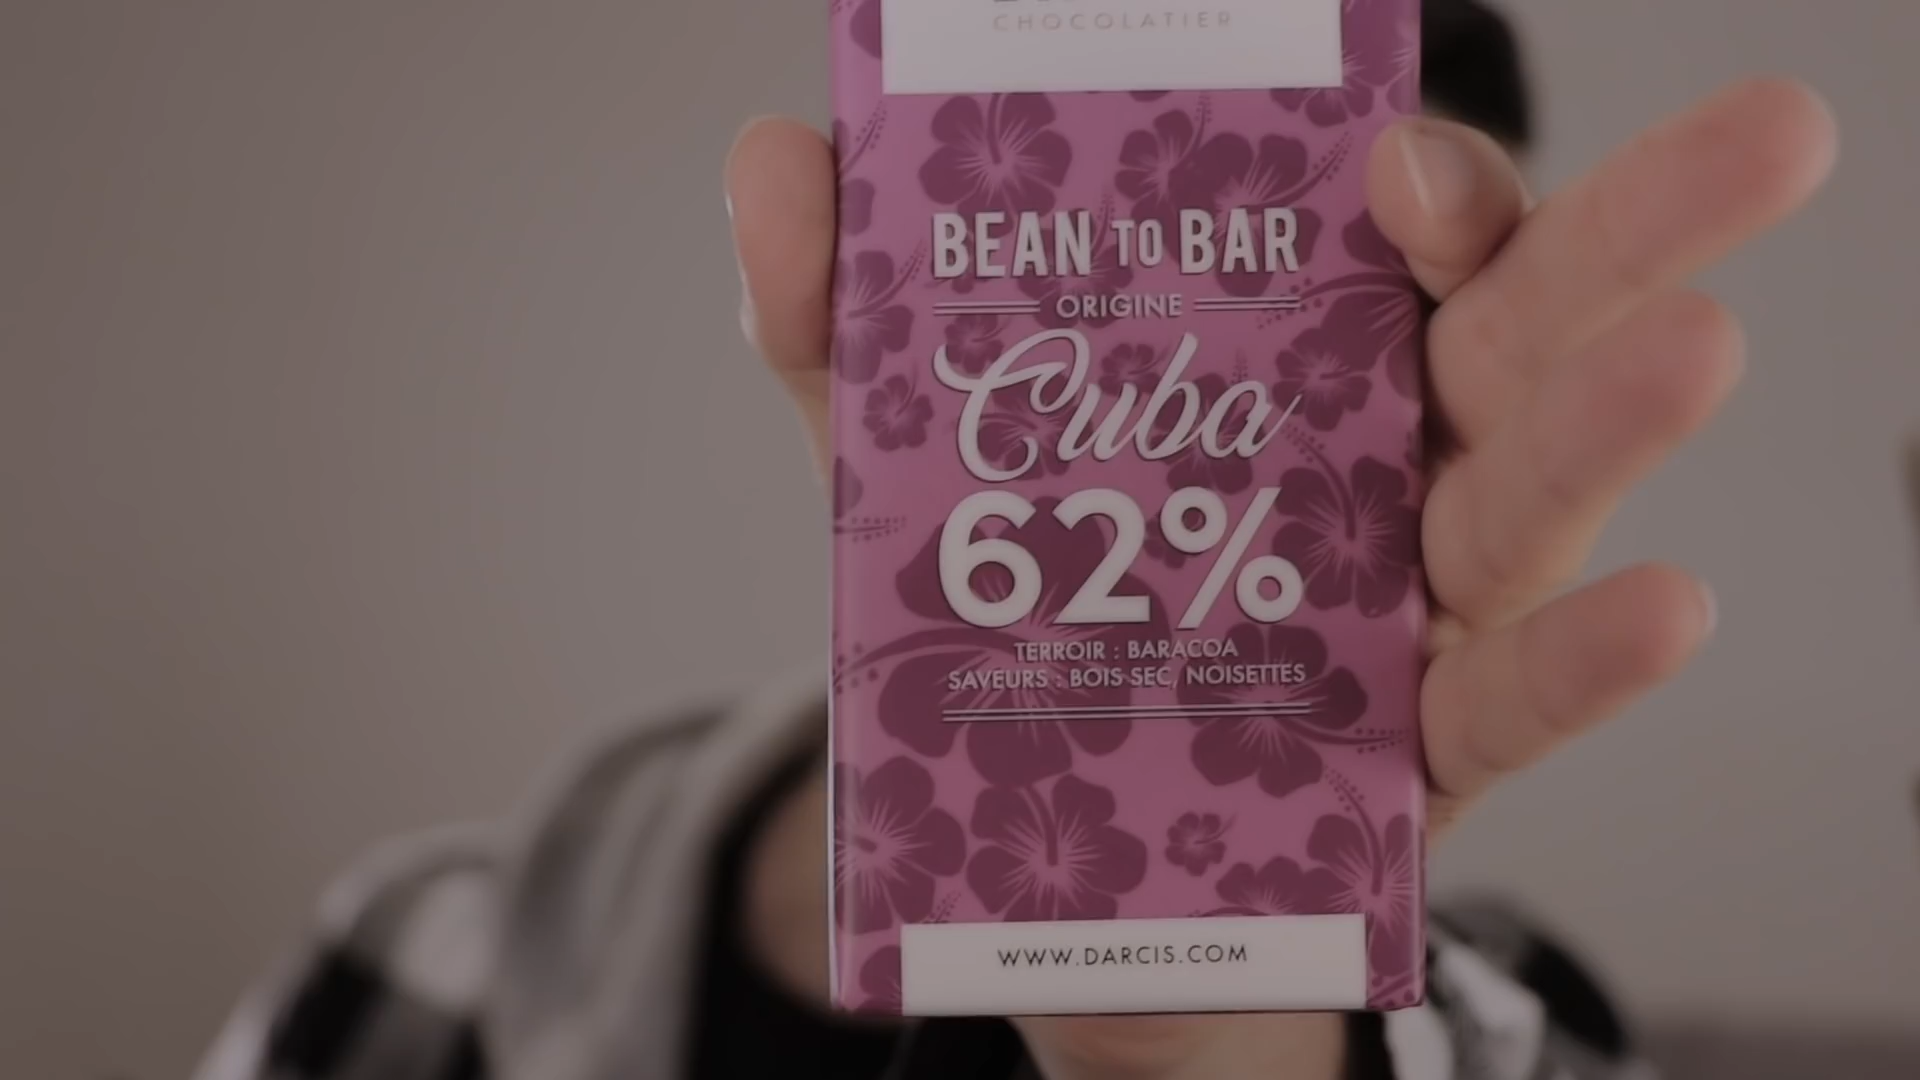 CHOCOLATIER
BEAN TO BAR
ORIGINE
Cuba
62%
TERROIR : BARACOA
SAVEURS : BOIS SEC, NOISETTES
WWW.DARCIS.COM